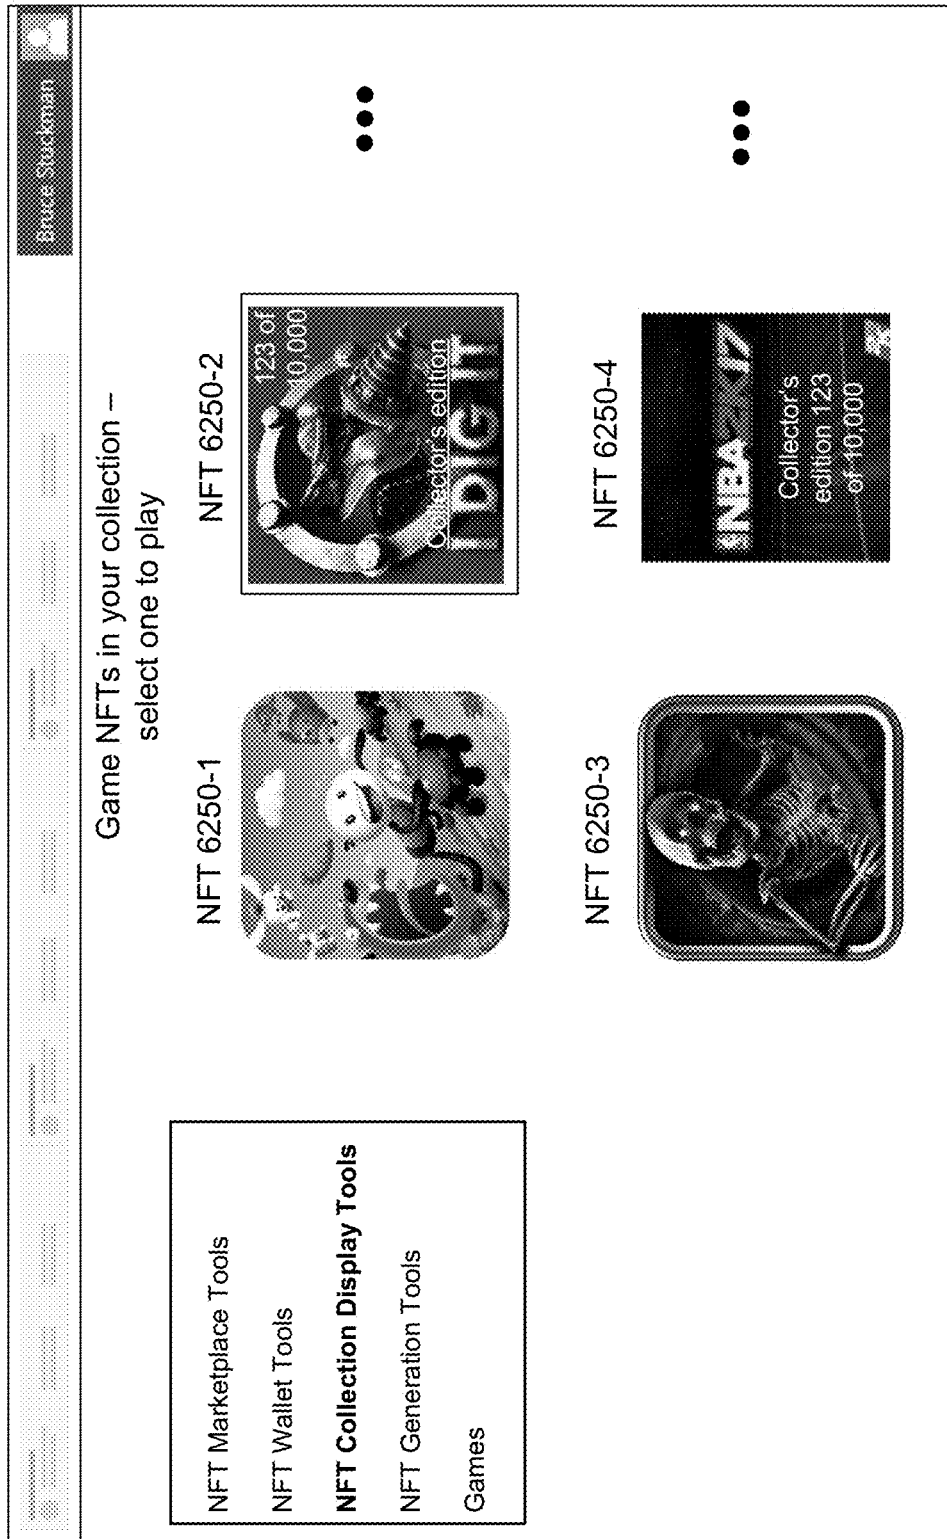 Bruce Stuckman
Game NFTs in your collection –
select one to play
NFT Marketplace Tools
NFT Wallet Tools
NFT Collection Display Tools
NFT Generation Tools
Games
NFT 6250-1
NFT 6250-2
123 of
10,000
Collector's edition
I DIG IT
NFT 6250-3
NFT 6250-4
NBA 2K17
Collector's
edition 123
of 10,000